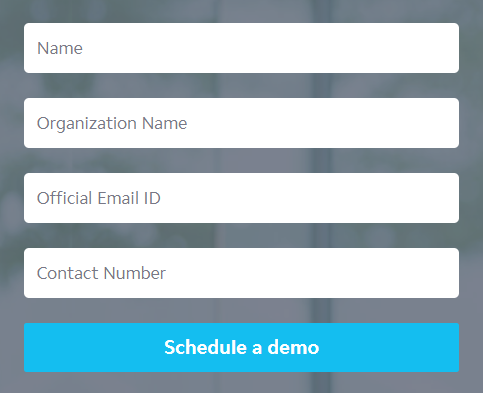 Name
Organization Name
Official Email ID
Contact Number
Schedule a demo